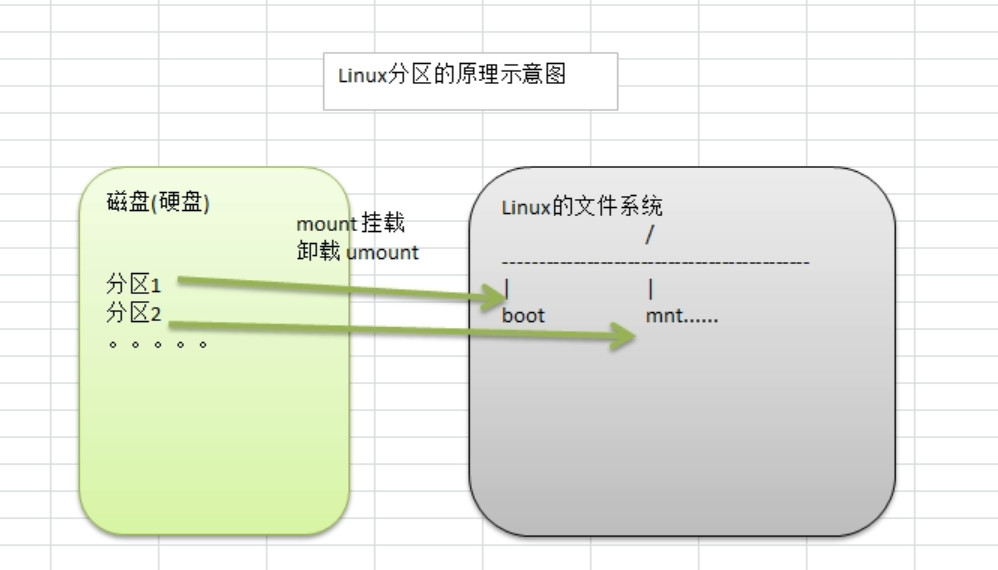 Linux分区的原理示意图
磁盘(硬盘)
分区1
分区2
。。。。。
mount 挂载
卸载 umount
Linux的文件系统
/
------------------------------------------
| |
boot mnt......